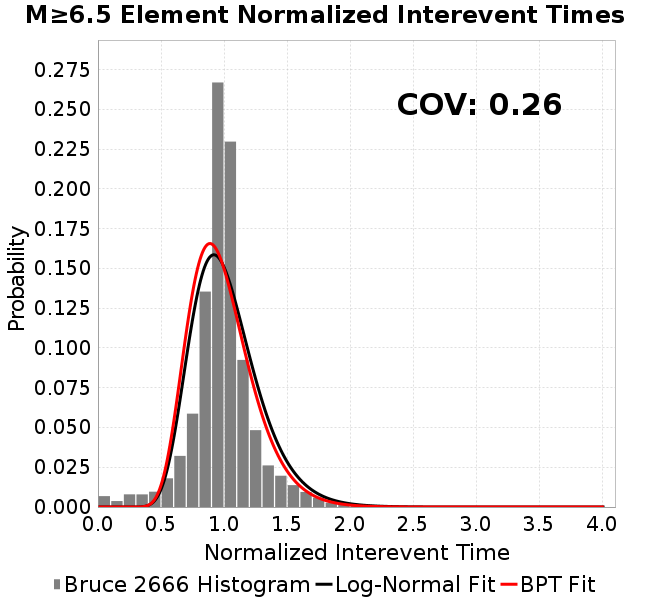 M≥6.5 Element Normalized Interevent Times
COV: 0.26
Probability
0.275
0.250
0.225
0.200
0.175
0.150
0.125
0.100
0.075
0.050
0.025
0.000
0.0 0.5 1.0 1.5 2.0 2.5 3.0 3.5 4.0
Normalized Interevent Time
Bruce 2666 Histogram Log-Normal Fit BPT Fit